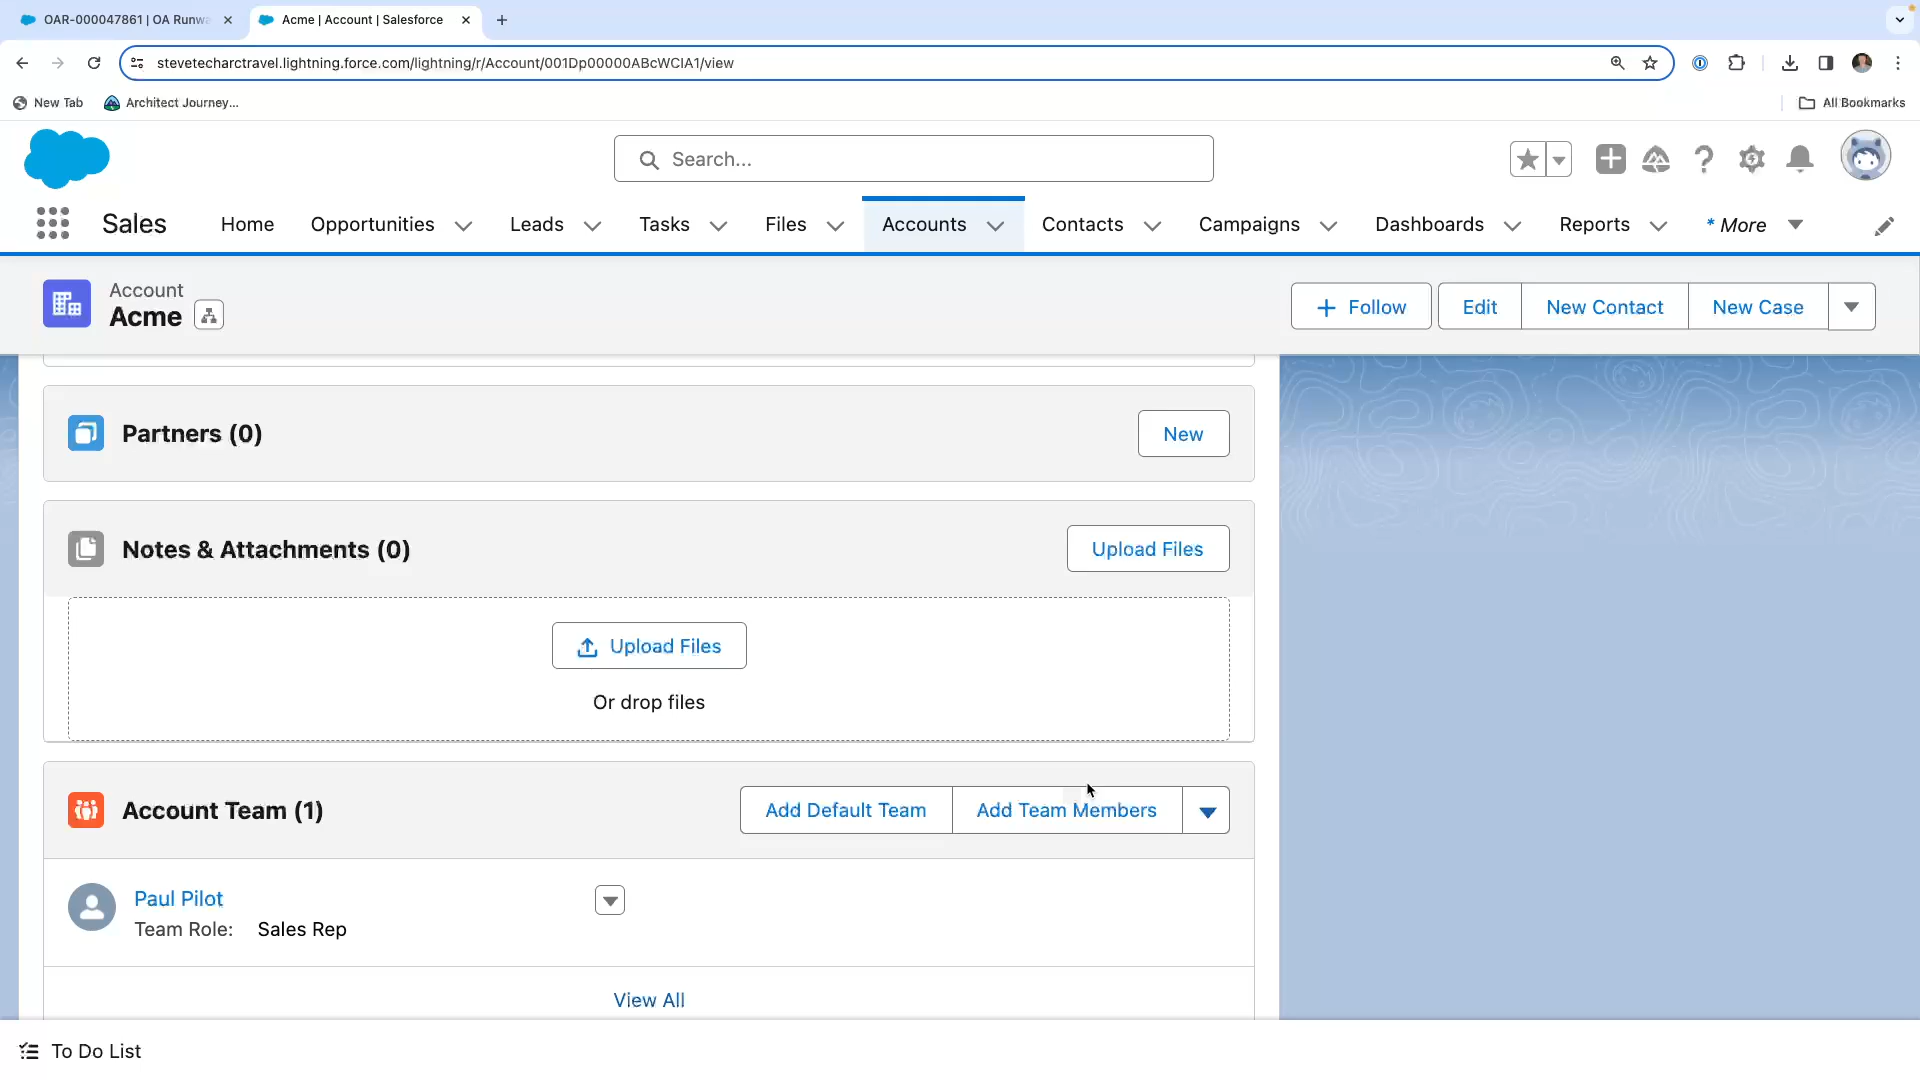 OAR-000047861 | OA Runwa
Acme | Account | Salesforce
stevetecharctravel.lightning.force.com/lightning/r/Account/001Dp00000ABcWCIA1/view
New Tab
Architect Journey...
All Bookmarks
Search...
Sales
Home
Opportunities
Leads
Tasks
Files
Accounts
Contacts
Campaigns
Dashboards
Reports
* More
Account
Acme
Follow
Edit
New Contact
New Case
Partners (0)
New
Notes & Attachments (0)
Upload Files
Upload Files
Or drop files
Account Team (1)
Add Default Team
Add Team Members
Paul Pilot
Team Role: Sales Rep
View All
To Do List